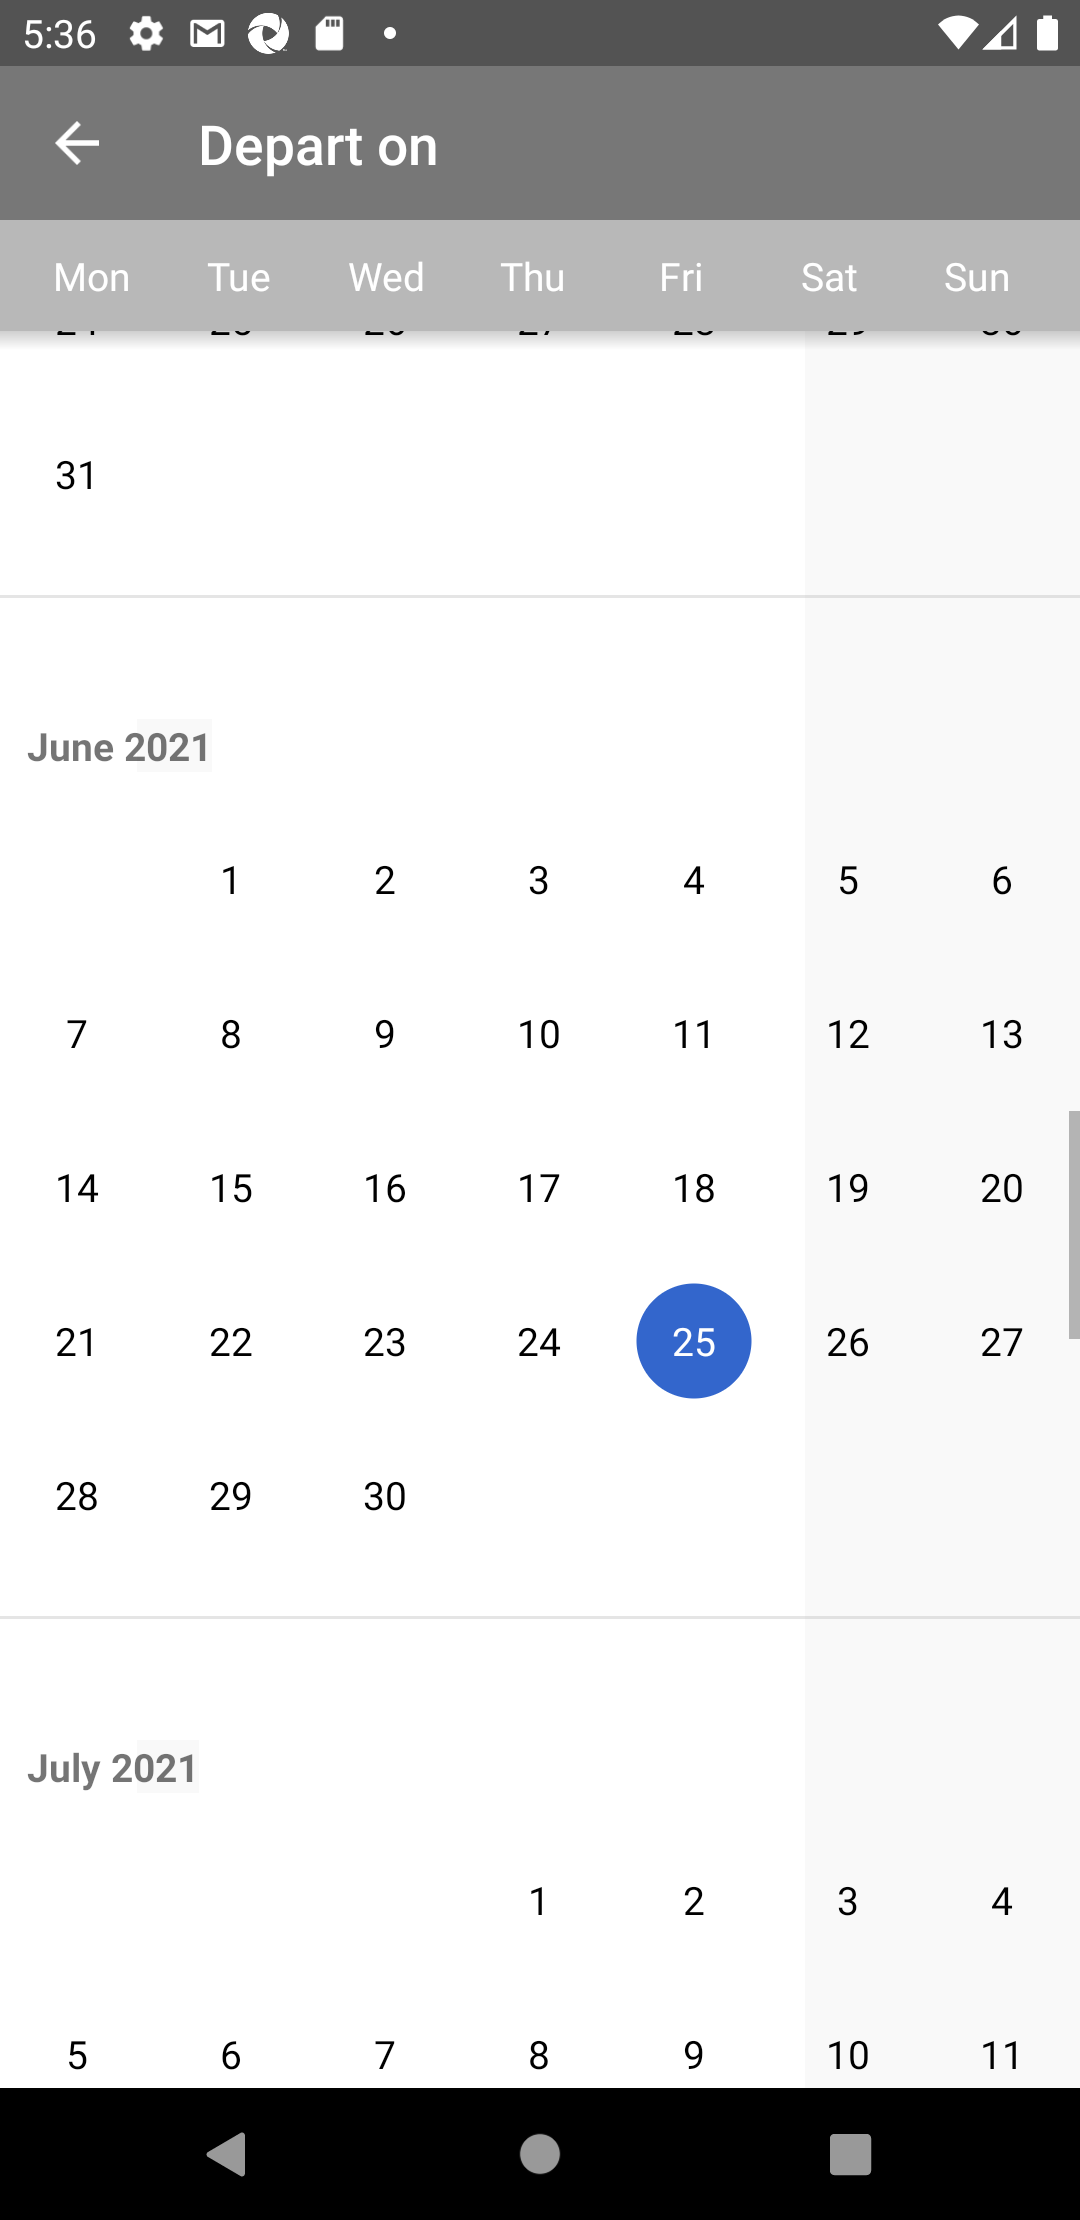 5:36
Depart on
Mon Tue Wed Thu Fri Sat Sun
31
June 2021
1 2 3 4 5 6
7 8 9 10 11 12 13
14 15 16 17 18 19 20
21 22 23 24 25 26 27
28 29 30
July 2021
1 2 3 4
5 6 7 8 9 10 11